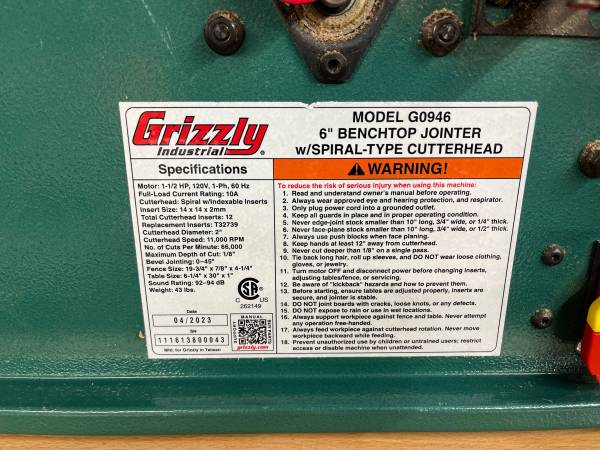 Grizzly
Industrial®
MODEL G0946
6" BENCHTOP JOINTER
w/SPIRAL-TYPE CUTTERHEAD
Specifications
Motor: 1-1/2 HP, 120V, 1-Ph, 60 Hz
Full-Load Current Rating: 10A
Cutterhead: Spiral w/Indexable Inserts
Insert Size: 14 x 14 x 2mm
Total Cutterhead Inserts: 12
Replacement Inserts: T32739
Cutterhead Diameter: 2"
Cutterhead Speed: 11,000 RPM
No. of Cuts Per Minute: 66,000
Maximum Depth of Cut: 1/8"
Bevel Jointing: 0–45°
Fence Size: 19-3/4" x 7/8" x 4-1/4"
Table Size: 6-1/4" x 30" x 1"
Sound Rating: 92–94 dB
Weight: 43 lbs.
C US
262149
Date
04/2023
SN
111613800043
Mfd. for Grizzly in Taiwan
SUPPORT
MANUAL
BUY PARTS
grizzly.com
WARNING!
To reduce the risk of serious injury when using this machine:
1. Read and understand owner's manual before operating.
2. Always wear approved eye and hearing protection, and respirator.
3. Only plug power cord into a grounded outlet.
4. Keep all guards in place and in proper operating condition.
5. Never edge-joint stock smaller than 10" long, 3/4" wide, or 1/4" thick.
6. Never face-plane stock smaller than 10" long, 3/4" wide, or 1/2" thick.
7. Always use push blocks when face planing.
8. Keep hands at least 12" away from cutterhead.
9. Never cut deeper than 1/8" on a single pass.
10. Tie back long hair, roll up sleeves, and DO NOT wear loose clothing,
gloves, or jewelry.
11. Turn motor OFF and disconnect power before changing inserts,
adjusting tables/fence, or servicing.
12. Be aware of "kickback" hazards and how to prevent them.
13. Before starting, ensure tables are adjusted properly, inserts are
secure, and jointer is stable.
14. DO NOT joint boards with cracks, loose knots, or any defects.
15. DO NOT expose to rain or use in wet locations.
16. Always support workpiece against fence and table. Never attempt
any operation free-handed.
17. Always feed workpiece against cutterhead rotation. Never move
workpiece backward while feeding.
18. Prevent unauthorized use by children or untrained users; restrict
access or disable machine when unattended.